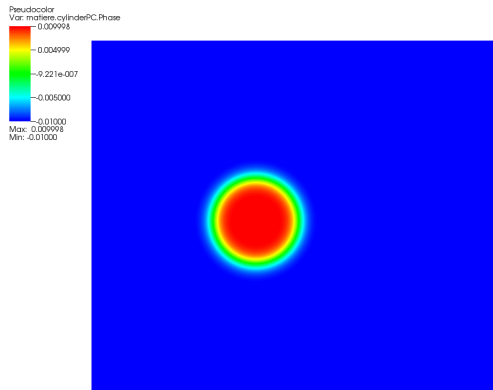 Pseudocolor
Var: matiere.cylinderPC.Phase
0.009998
0.004999
-9.221e-007
-0.005000
-0.01000
Max: 0.009998
Min: -0.01000